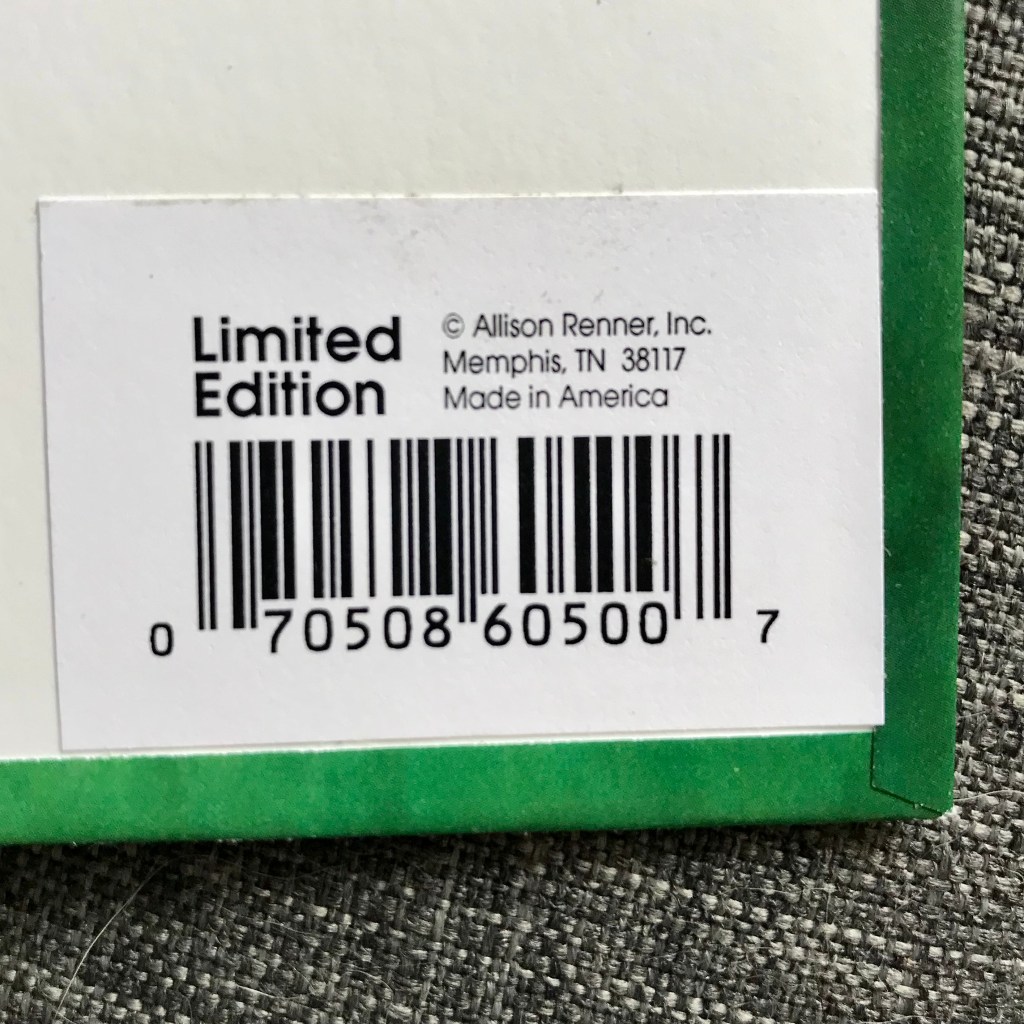 Limited
Edition
© Allison Renner, Inc.
Memphis, TN 38117
Made in America
0 70508 60500 7